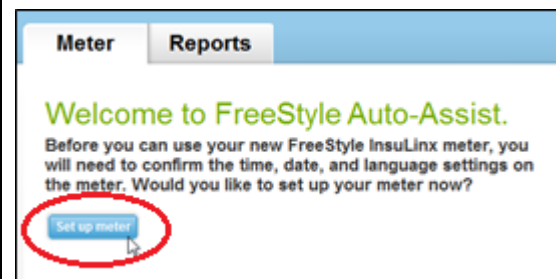 Meter Reports
Welcome to FreeStyle Auto-Assist.
Before you can use your new FreeStyle InsuLinx meter, you
will need to confirm the time, date, and language settings on
the meter. Would you like to set up your meter now?
Set up meter